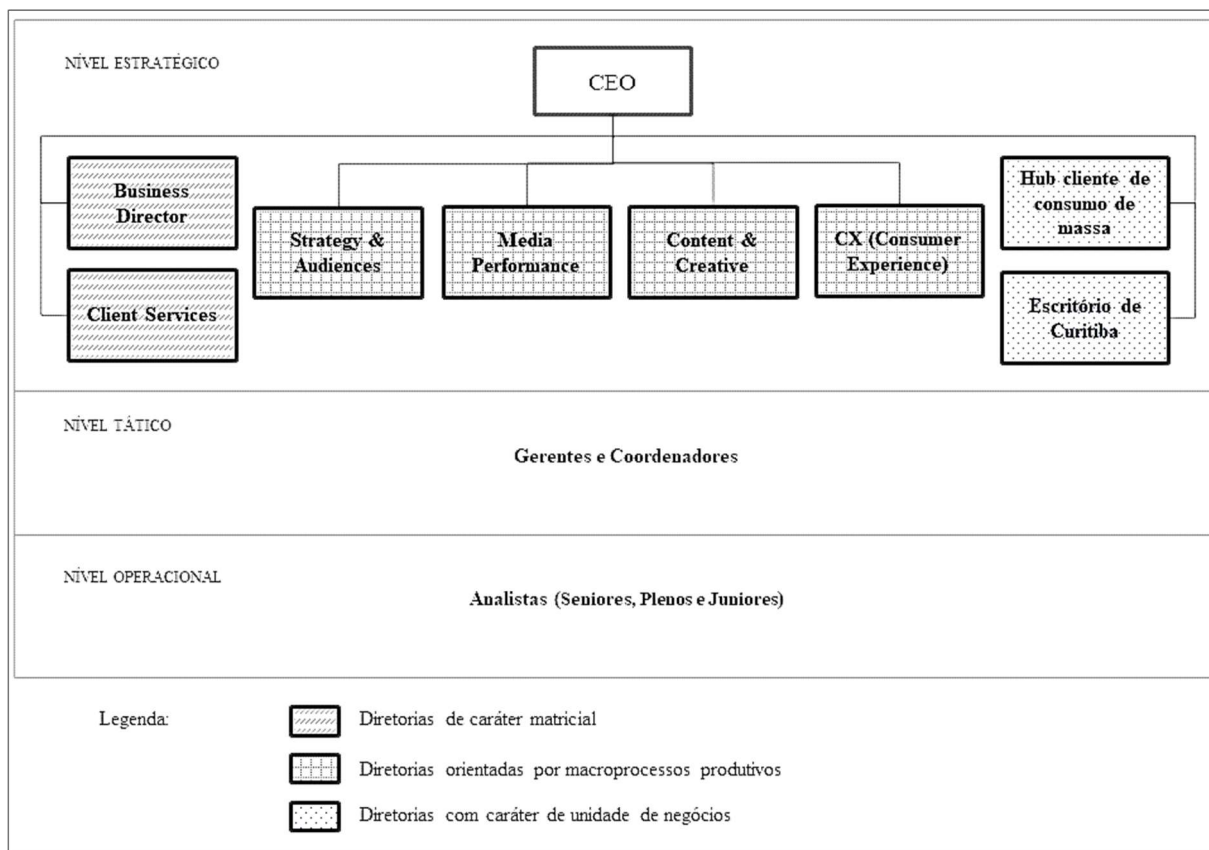 NÍVEL ESTRATÉGICO
CEO
Business
Director
Client Services
Strategy &
Audiences
Media
Performance
Content &
Creative
CX (Consumer
Experience)
Hub cliente de
consumo de
massa
Escritório de
Curitiba
NÍVEL TÁTICO
Gerentes e Coordenadores
NÍVEL OPERACIONAL
Analistas (Seniores, Plenos e Juniores)
Legenda:
Diretorias de caráter matricial
Diretorias orientadas por macroprocessos produtivos
Diretorias com caráter de unidade de negócios